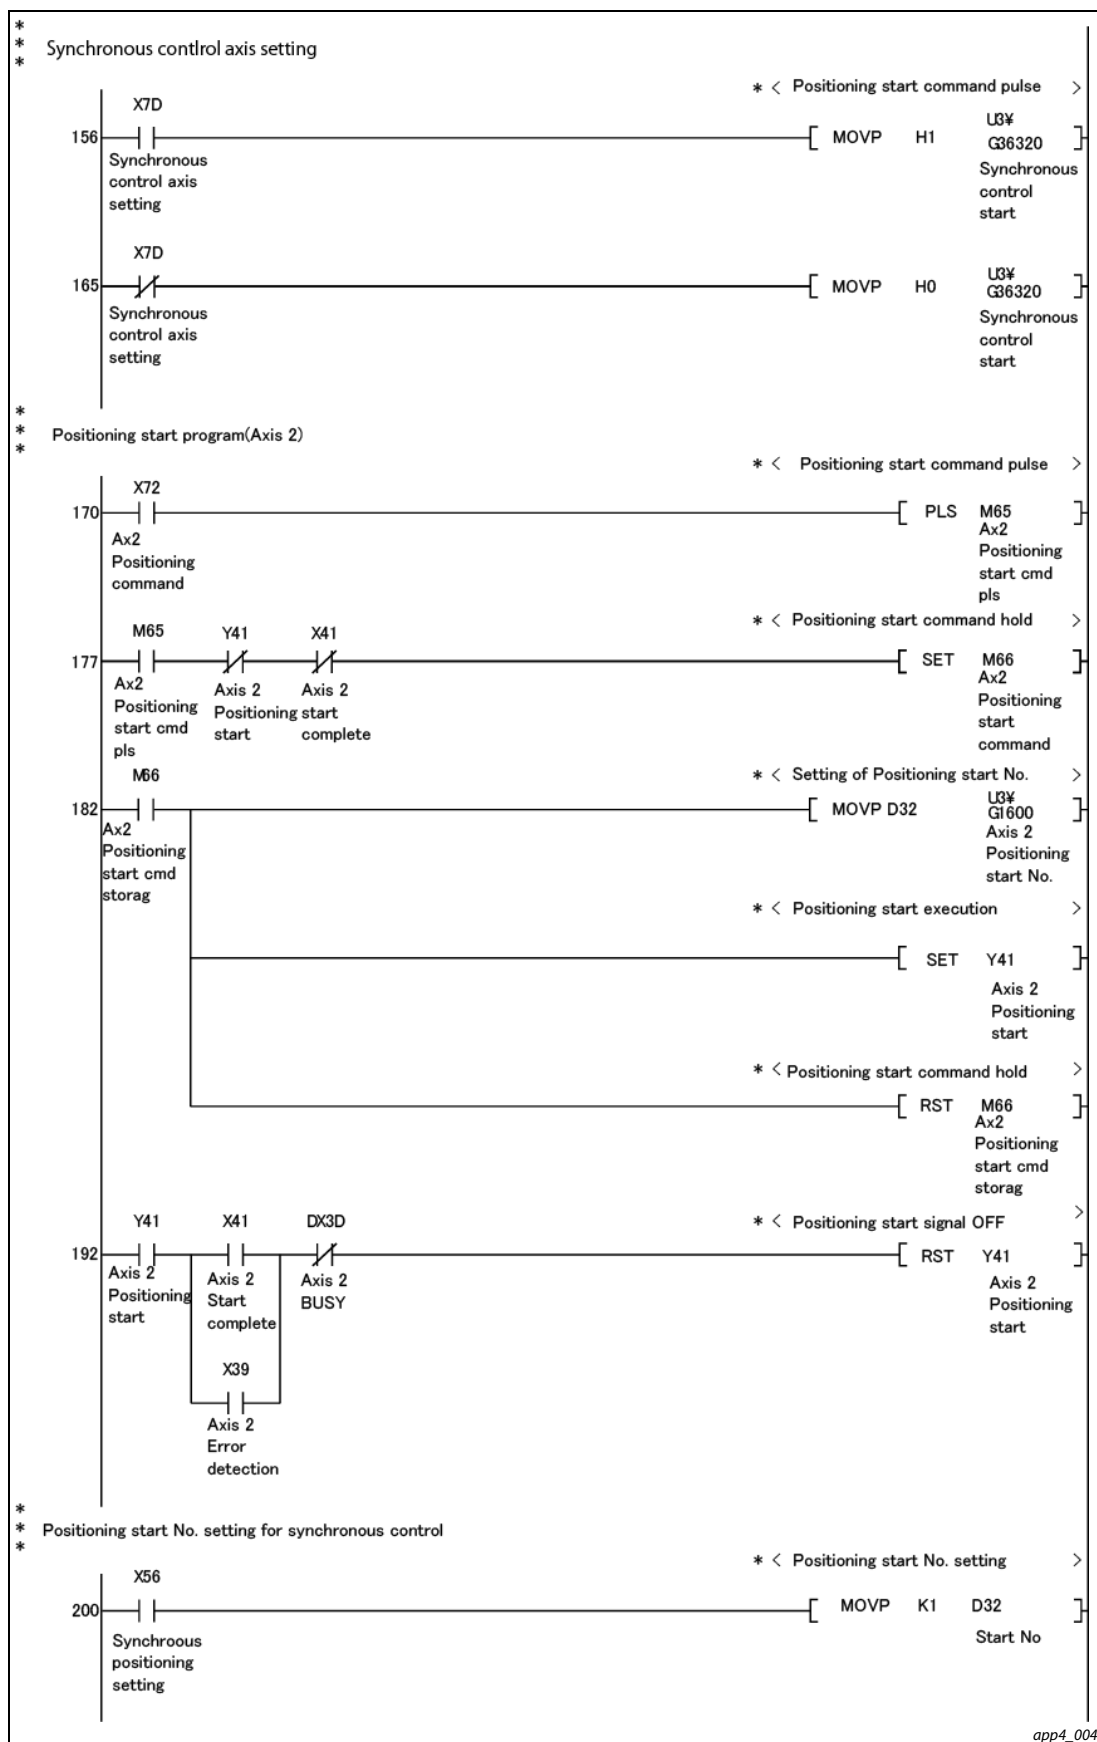 *
*
*
Synchronous contlrol axis setting
* < Positioning start command pulse >
X7D
156
[ MOVP H1 U3¥
G36320 ]
Synchronous
control axis
setting
Synchronous
control
start
X7D
165
[ MOVP H0 U3¥
G36320 ]
Synchronous
control axis
setting
Synchronous
control
start
*
*
*
Positioning start program(Axis 2)
* < Positioning start command pulse >
X72
170
[ PLS M65 ]
Ax2
Positioning
command
Ax2
Positioning
start cmd
pls
* < Positioning start command hold >
M65 Y41 X41
177
[ SET M66 ]
Ax2
Positioning
start cmd
pls
Axis 2
Positioning
start
Axis 2
start
complete
Ax2
Positioning
start
command
* < Setting of Positioning start No. >
M66
182
[ MOVP D32 U3¥
G1600 ]
Ax2
Positioning
start cmd
storag
Axis 2
Positioning
start No.
* < Positioning start execution >
[ SET Y41 ]
Axis 2
Positioning
start
* < Positioning start command hold >
[ RST M66 ]
Ax2
Positioning
start cmd
storag
* < Positioning start signal OFF >
Y41 X41 DX3D
192
[ RST Y41 ]
Axis 2
Positioning
start
Axis 2
Start
complete
Axis 2
BUSY
Axis 2
Positioning
start
X39
Axis 2
Error
detection
*
*
*
Positioning start No. setting for synchronous control
* < Positioning start No. setting >
X56
200
[ MOVP K1 D32 ]
Synchroous
positioning
setting
Start No
app4_004